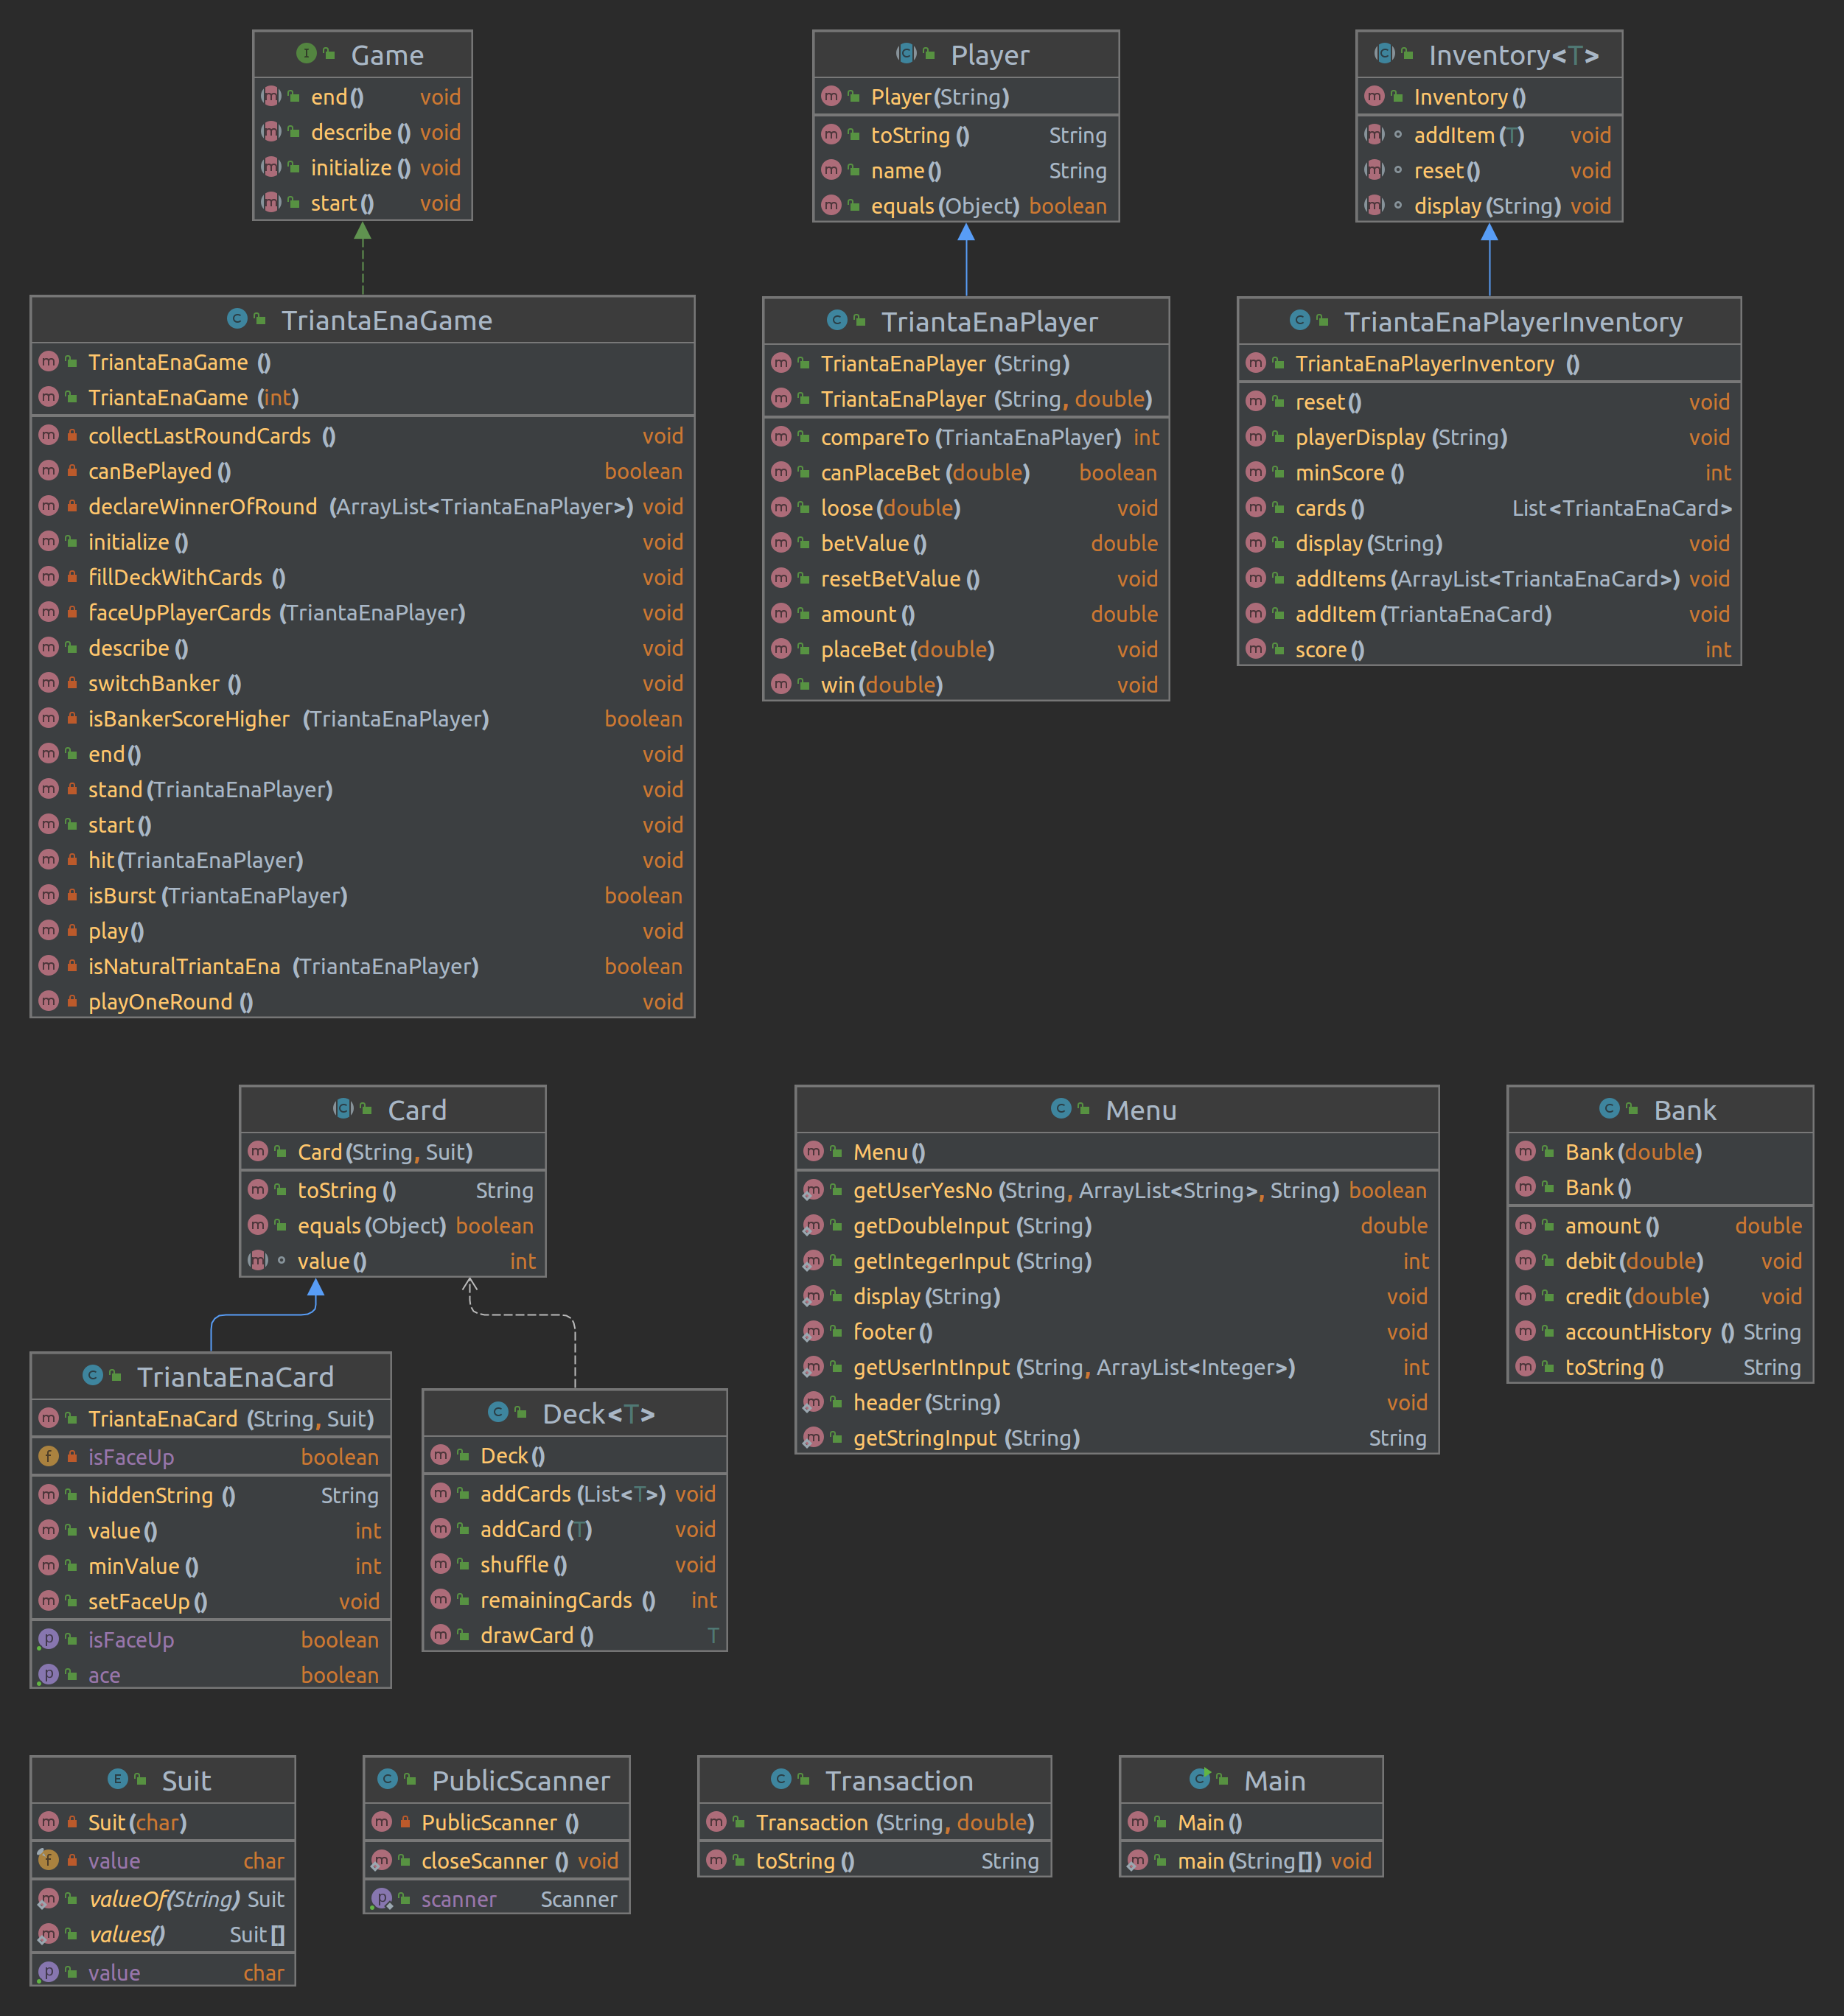 Game
end() void
describe() void
initialize() void
start() void
Player
Player(String)
toString() String
name() String
equals(Object) boolean
Inventory<T>
Inventory()
addItem(T) void
reset() void
display(String) void
TriantaEnaGame
TriantaEnaGame()
TriantaEnaGame(int)
collectLastRoundCards() void
canBePlayed() boolean
declareWinnerOfRound(ArrayList<TriantaEnaPlayer>) void
initialize() void
fillDeckWithCards() void
faceUpPlayerCards(TriantaEnaPlayer) void
describe() void
switchBanker() void
isBankerScoreHigher(TriantaEnaPlayer) boolean
end() void
stand(TriantaEnaPlayer) void
start() void
hit(TriantaEnaPlayer) void
isBurst(TriantaEnaPlayer) boolean
play() void
isNaturalTriantaEna(TriantaEnaPlayer) boolean
playOneRound() void
TriantaEnaPlayer
TriantaEnaPlayer(String)
TriantaEnaPlayer(String, double)
compareTo(TriantaEnaPlayer) int
canPlaceBet(double) boolean
loose(double) void
betValue() double
resetBetValue() void
amount() double
placeBet(double) void
win(double) void
TriantaEnaPlayerInventory
TriantaEnaPlayerInventory()
reset() void
playerDisplay(String) void
minScore() int
cards() List<TriantaEnaCard>
display(String) void
addItems(ArrayList<TriantaEnaCard>) void
addItem(TriantaEnaCard) void
score() int
Card
Card(String, Suit)
toString() String
equals(Object) boolean
value() int
Menu
Menu()
getUserYesNo(String, ArrayList<String>, String) boolean
getDoubleInput(String) double
getIntegerInput(String) int
display(String) void
footer() void
getUserIntInput(String, ArrayList<Integer>) int
header(String) void
getStringInput(String) String
Bank
Bank(double)
Bank()
amount() double
debit(double) void
credit(double) void
accountHistory() String
toString() String
TriantaEnaCard
TriantaEnaCard(String, Suit)
isFaceUp boolean
hiddenString() String
value() int
minValue() int
setFaceUp() void
isFaceUp boolean
ace boolean
Deck<T>
Deck()
addCards(List<T>) void
addCard(T) void
shuffle() void
remainingCards() int
drawCard() T
Suit
Suit(char)
value char
valueOf(String) Suit
values() Suit[]
value char
PublicScanner
PublicScanner()
closeScanner() void
scanner Scanner
Transaction
Transaction(String, double)
toString() String
Main
Main()
main(String[]) void